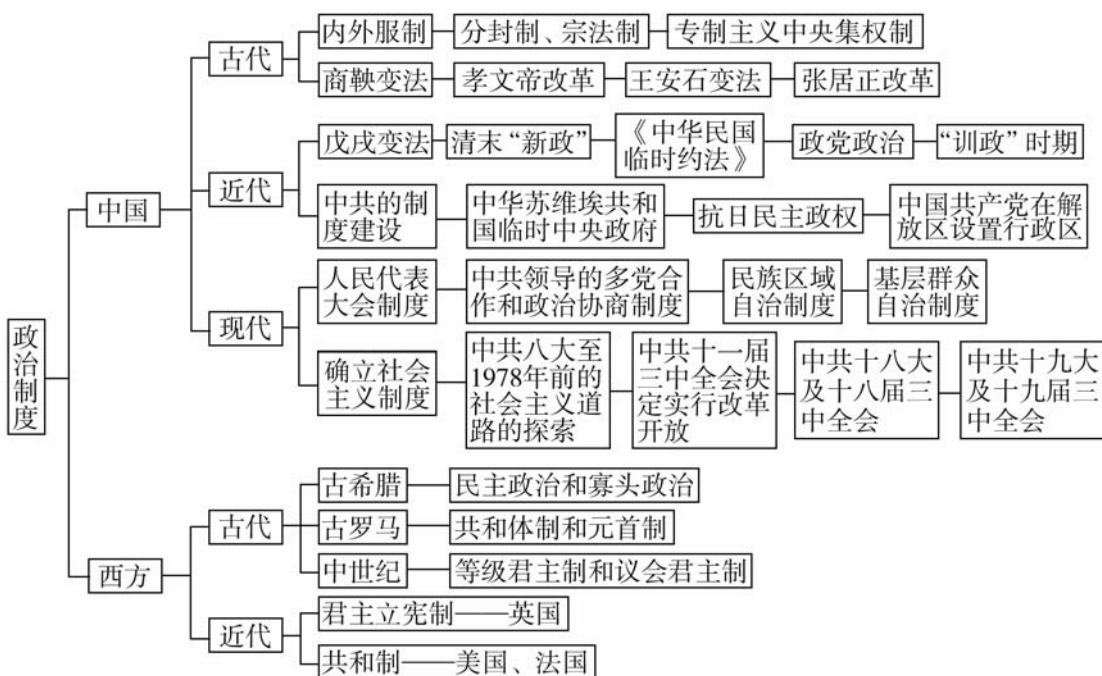 政治制度
中国
古代
内外服制
分封制、宗法制
专制主义中央集权制
商鞅变法
孝文帝改革
王安石变法
张居正改革
近代
戊戌变法
清末“新政”
《中华民国
临时约法》
政党政治
“训政”时期
中共的制
度建设
中华苏维埃共和
国临时中央政府
抗日民主政权
中国共产党在解
放区设置行政区
现代
人民代表
大会制度
中共领导的多党合
作和政治协商制度
民族区域
自治制度
基层群众
自治制度
确立社会
主义制度
中共八大至
1978年前的
社会主义道
路的探索
中共十一届
三中全会决
定实行改革
开放
中共十八大
及十八届三
中全会
中共十九大
及十九届三
中全会
西方
古代
古希腊
民主政治和寡头政治
古罗马
共和体制和元首制
中世纪
等级君主制和议会君主制
近代
君主立宪制——英国
共和制——美国、法国